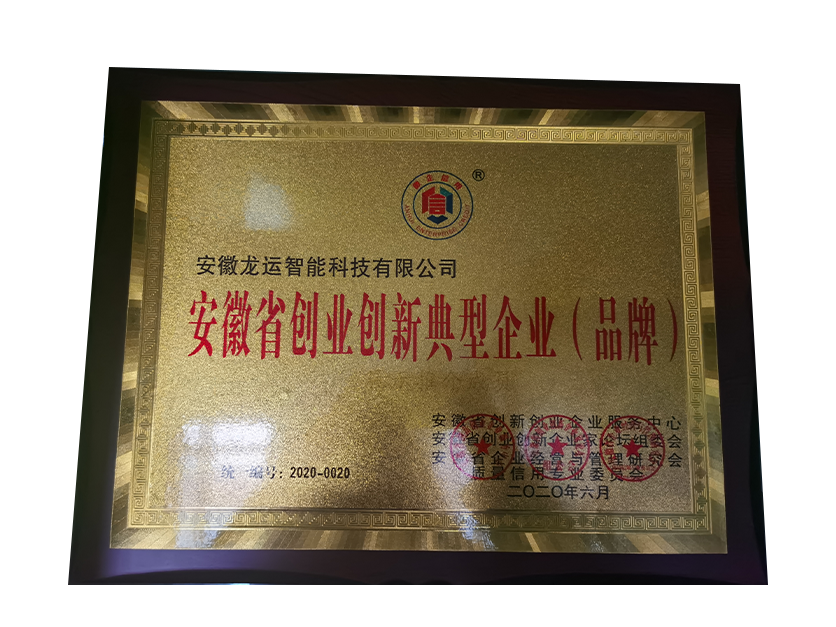 ®
安徽龙运智能科技有限公司
安徽省创业创新典型企业（品牌）
安徽省创新创业企业服务中心
安徽省创业创新企业家论坛组委会
安徽省企业经营与管理研究会
质量信用专业委员会
统一编号：2020-0020
二〇二〇年六月